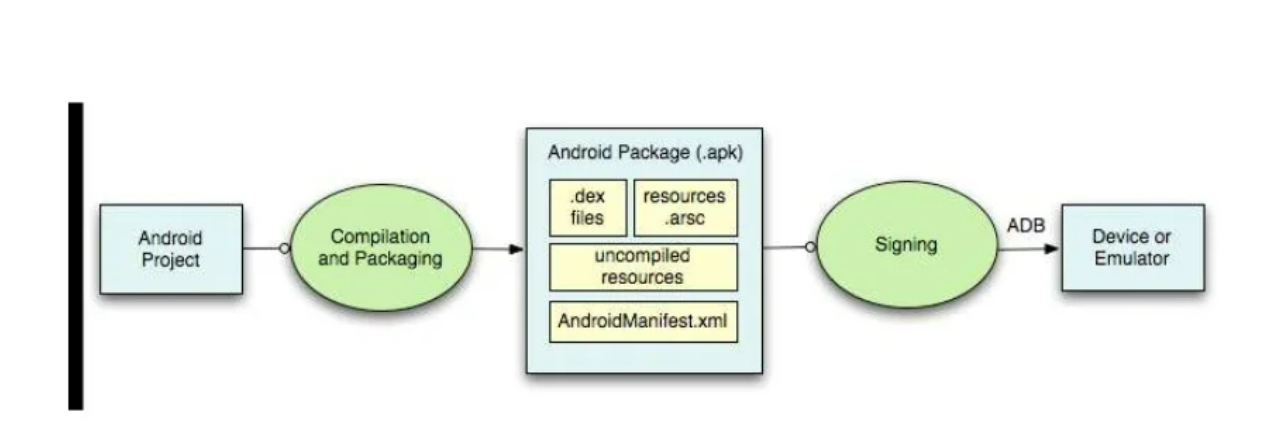 Android
Project
Compilation
and Packaging
Android Package (.apk)
.dex
files
resources
.arsc
uncompiled
resources
AndroidManifest.xml
Signing
ADB
Device or
Emulator